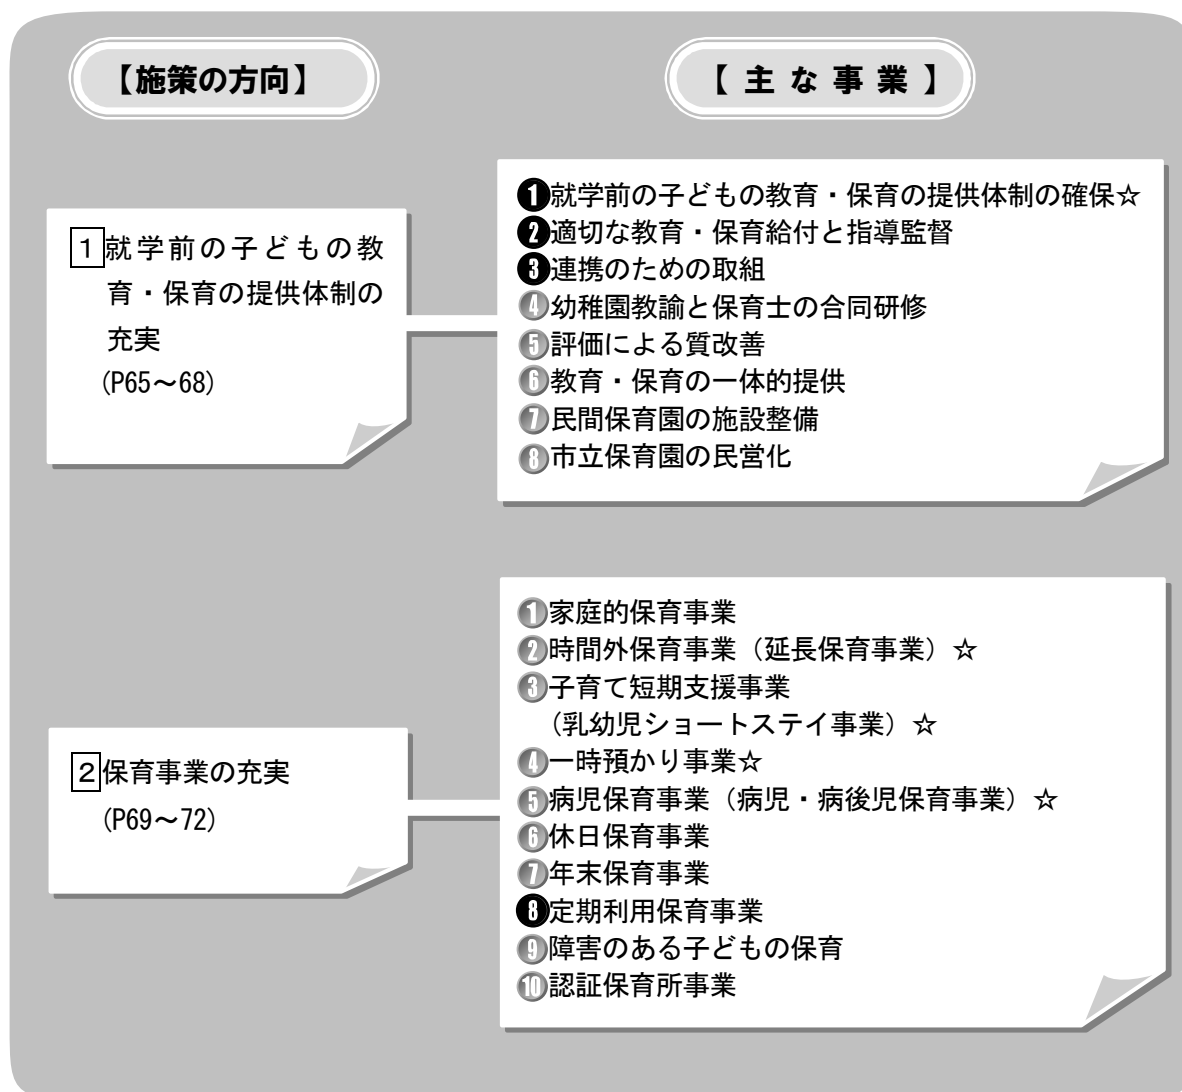 【施策の方向】
【 主 な 事 業 】
1 就学前の子どもの教
育・保育の提供体制の
充実
(P65～68)
❶就学前の子どもの教育・保育の提供体制の確保☆
❷適切な教育・保育給付と指導監督
❸連携のための取組
④幼稚園教諭と保育士の合同研修
⑤評価による質改善
⑥教育・保育の一体的提供
⑦民間保育園の施設整備
⑧市立保育園の民営化
2 保育事業の充実
(P69～72)
①家庭的保育事業
②時間外保育事業（延長保育事業）☆
③子育て短期支援事業
（乳幼児ショートステイ事業）☆
④一時預かり事業☆
⑤病児保育事業（病児・病後児保育事業）☆
⑥休日保育事業
⑦年末保育事業
❽定期利用保育事業
⑨障害のある子どもの保育
⑩認証保育所事業